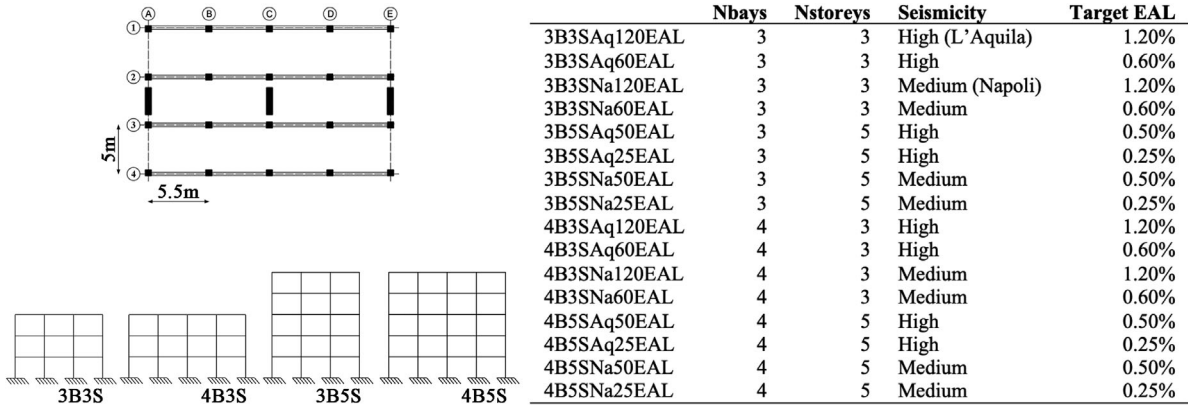 A B C D E
1
2
3
4
5m
5.5m
3B3S 4B3S 3B5S 4B5S
Nbays Nstoreys Seismicity Target EAL
3B3SAq120EAL 3 3 High (L’Aquila) 1.20%
3B3SAq60EAL 3 3 High 0.60%
3B3SNa120EAL 3 3 Medium (Napoli) 1.20%
3B3SNa60EAL 3 3 Medium 0.60%
3B5SAq50EAL 3 5 High 0.50%
3B5SAq25EAL 3 5 High 0.25%
3B5SNa50EAL 3 5 Medium 0.50%
3B5SNa25EAL 3 5 Medium 0.25%
4B3SAq120EAL 4 3 High 1.20%
4B3SAq60EAL 4 3 High 0.60%
4B3SNa120EAL 4 3 Medium 1.20%
4B3SNa60EAL 4 3 Medium 0.60%
4B5SAq50EAL 4 5 High 0.50%
4B5SAq25EAL 4 5 High 0.25%
4B5SNa50EAL 4 5 Medium 0.50%
4B5SNa25EAL 4 5 Medium 0.25%